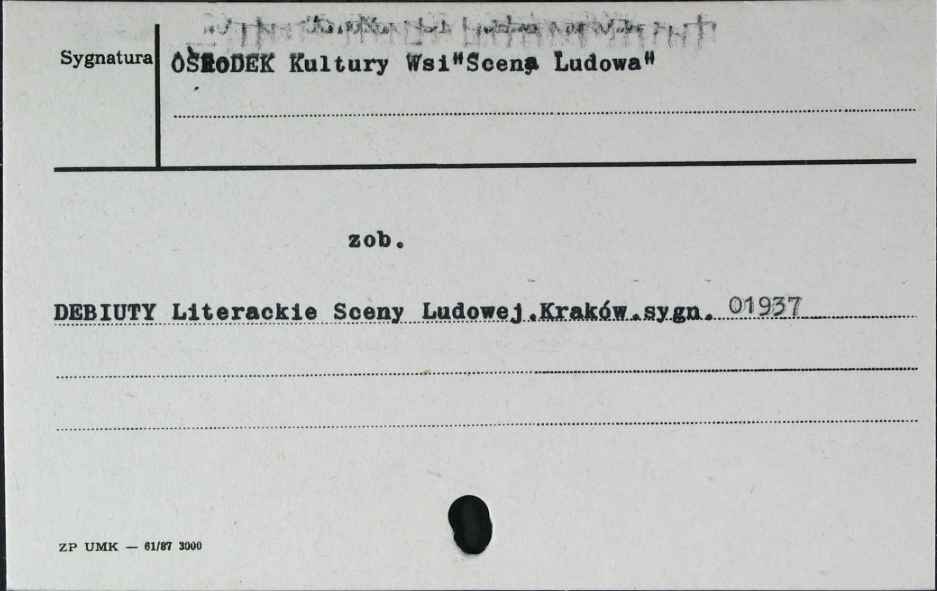 Sygnatura
OŚRODEK Kultury Wsi"Scena Ludowa"
zob.
DEBIUTY Literackie Sceny Ludowej.Kraków.sygn. 01937
ZP UMK — 61/87 3000